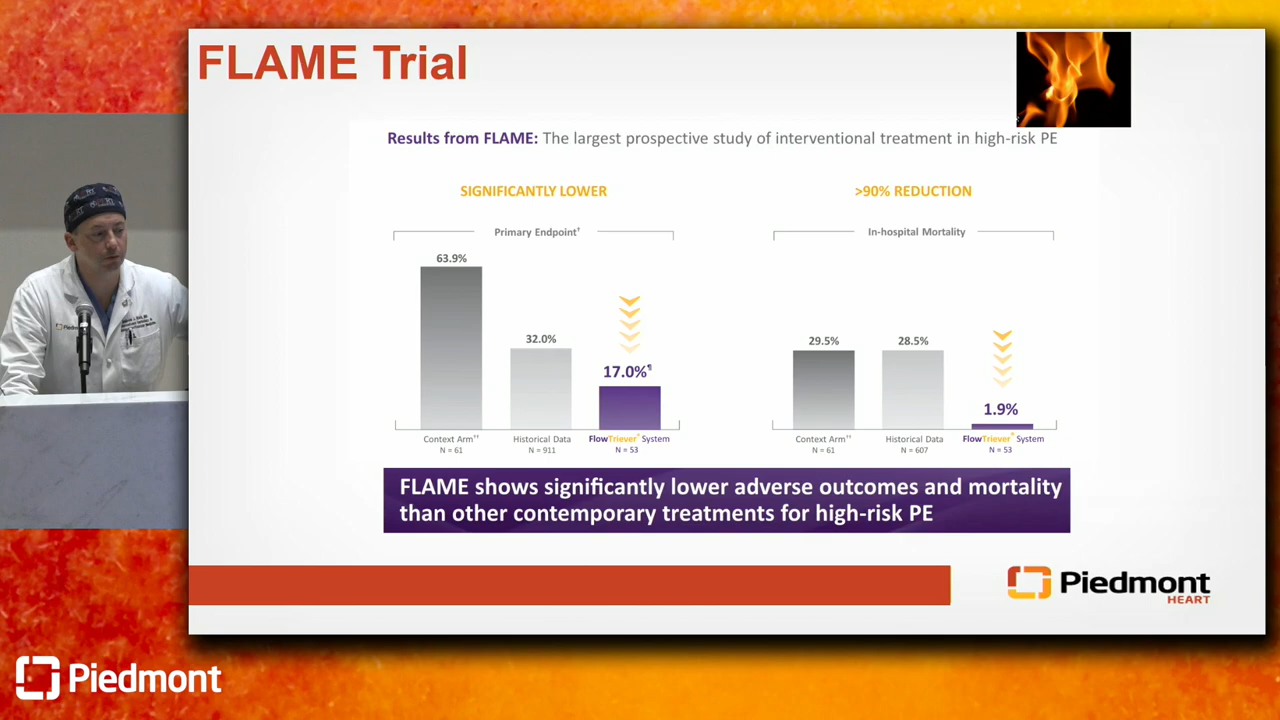 FLAME Trial
Results from FLAME: The largest prospective study of interventional treatment in high-risk PE
SIGNIFICANTLY LOWER
Primary Endpoint†
63.9%
32.0%
17.0%¶
Context Arm††
N = 61
Historical Data
N = 911
FlowTriever® System
N = 53
>90% REDUCTION
In-hospital Mortality
29.5%
28.5%
1.9%
Context Arm††
N = 61
Historical Data
N = 607
FlowTriever® System
N = 53
FLAME shows significantly lower adverse outcomes and mortality
than other contemporary treatments for high-risk PE
Piedmont
HEART
Piedmont